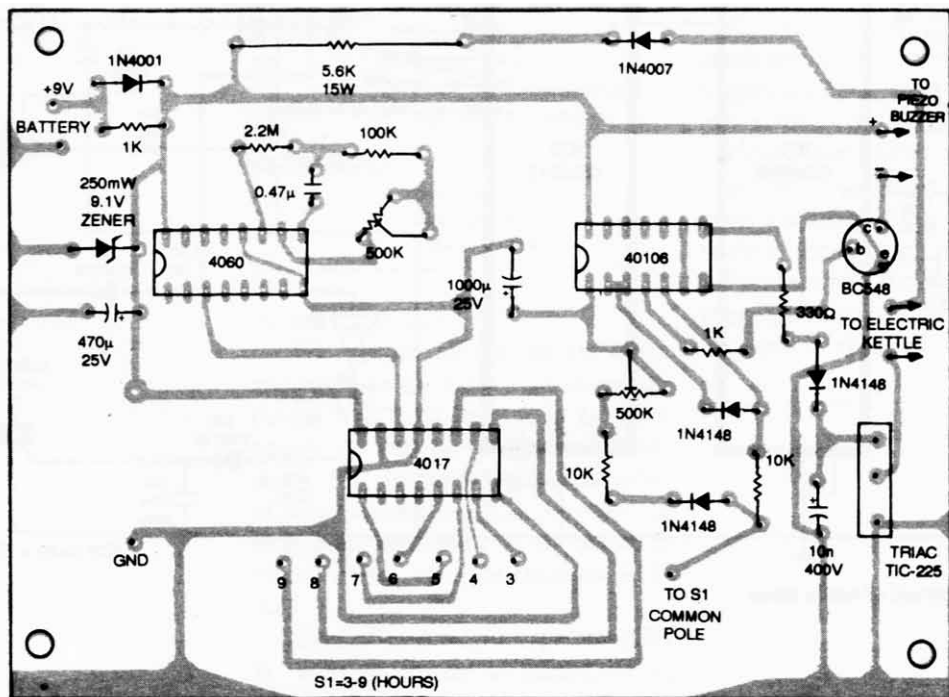 1N4001
+9V
BATTERY
1K
5.6K
15W
1N4007
TO
PIEZO
BUZZER
+
–
2.2M
100K
0.47µ
500K
250mW
9.1V
ZENER
4060
1000µ
25V
40106
c
b
e
BC548
330Ω
TO ELECTRIC
KETTLE
470µ
25V
1K
1N4148
500K
1N4148
4017
10K
10K
1N4148
+
10n
400V
TRIAC
TIC-225
GND
9
8
7
6
5
4
3
TO S1
COMMON
POLE
S1=3-9 (HOURS)